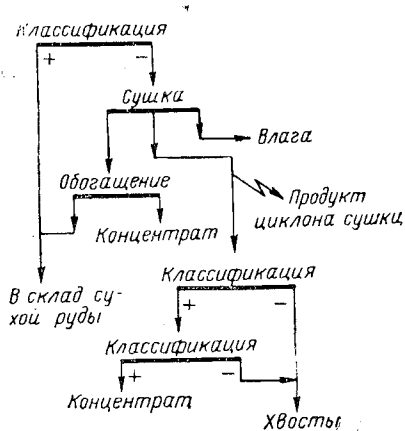 Классификация
+ −
Сушка
Влага
Обогащение
Продукт
циклона сушки
Концентрат
Классификация
В склад су-
хой руды
+ −
Классификация
+ −
Концентрат
Хвосты